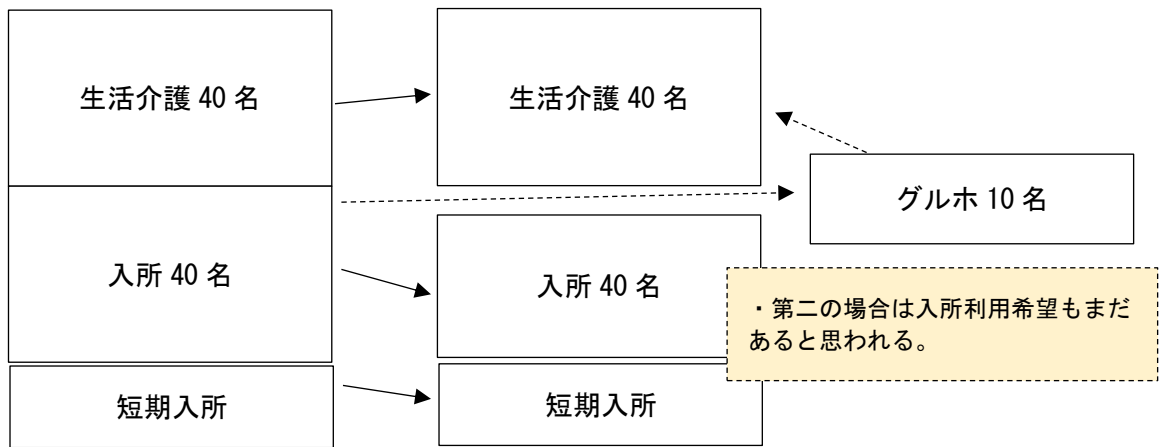 生活介護 40 名
生活介護 40 名
グルホ 10 名
入所 40 名
入所 40 名
・第二の場合は入所利用希望もまだ
あると思われる。
短期入所
短期入所